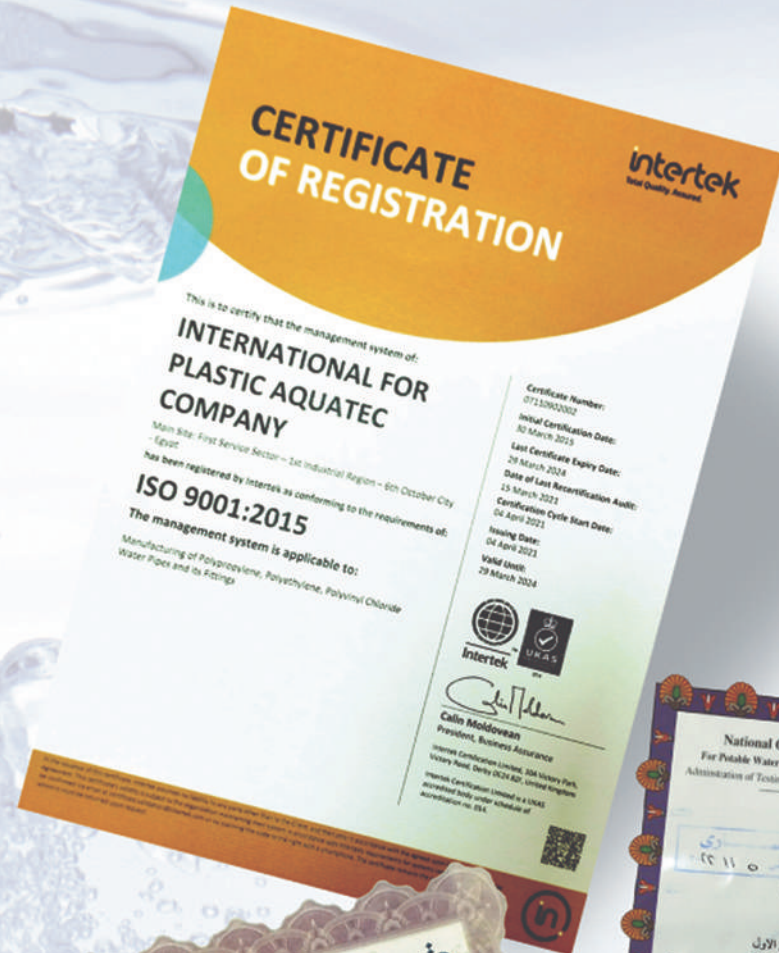 CERTIFICATE
OF REGISTRATION
intertek
Total Quality. Assured.
This is to certify that the management system of:
INTERNATIONAL FOR
PLASTIC AQUATEC
COMPANY
Main Site: First Service Sector – 1st Industrial Region – 6th October City
- Egypt
has been registered by Intertek as conforming to the requirements of:
ISO 9001:2015
The management system is applicable to:
Manufacturing of Polypropylene, Polyethylene, Polyvinyl Chloride
Water Pipes and its Fittings
Certificate Number:
07110902002
Initial Certification Date:
30 March 2015
Last Certificate Expiry Date:
29 March 2024
Date of Last Recertification Audit:
15 March 2021
Certification Cycle Start Date:
04 April 2021
Issuing Date:
04 April 2021
Valid Until:
29 March 2024
Intertek
UKAS
014
Calin Moldovean
President, Business Assurance
Intertek Certification Limited, 10A Victory Park,
Victory Road, Derby DE24 8ZF, United Kingdom
Intertek Certification Limited is a UKAS
accredited body under schedule of
accreditation no. 014.
in
National
For Potable Water
Administration of
الاول